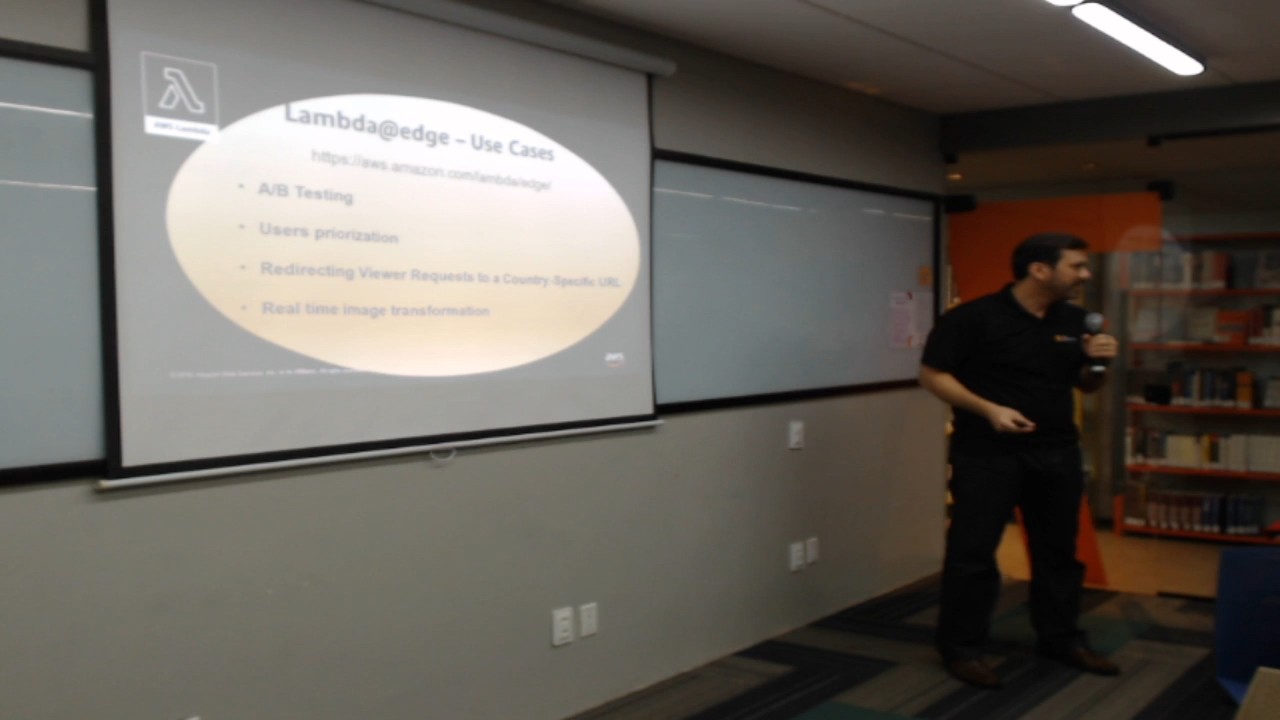 AWS Lambda
Lambda@edge – Use Cases
https://aws.amazon.com/lambda/edge/
• A/B Testing
• Users priorization
• Redirecting Viewer Requests to a Country-Specific URL
• Real time image transformation
aws